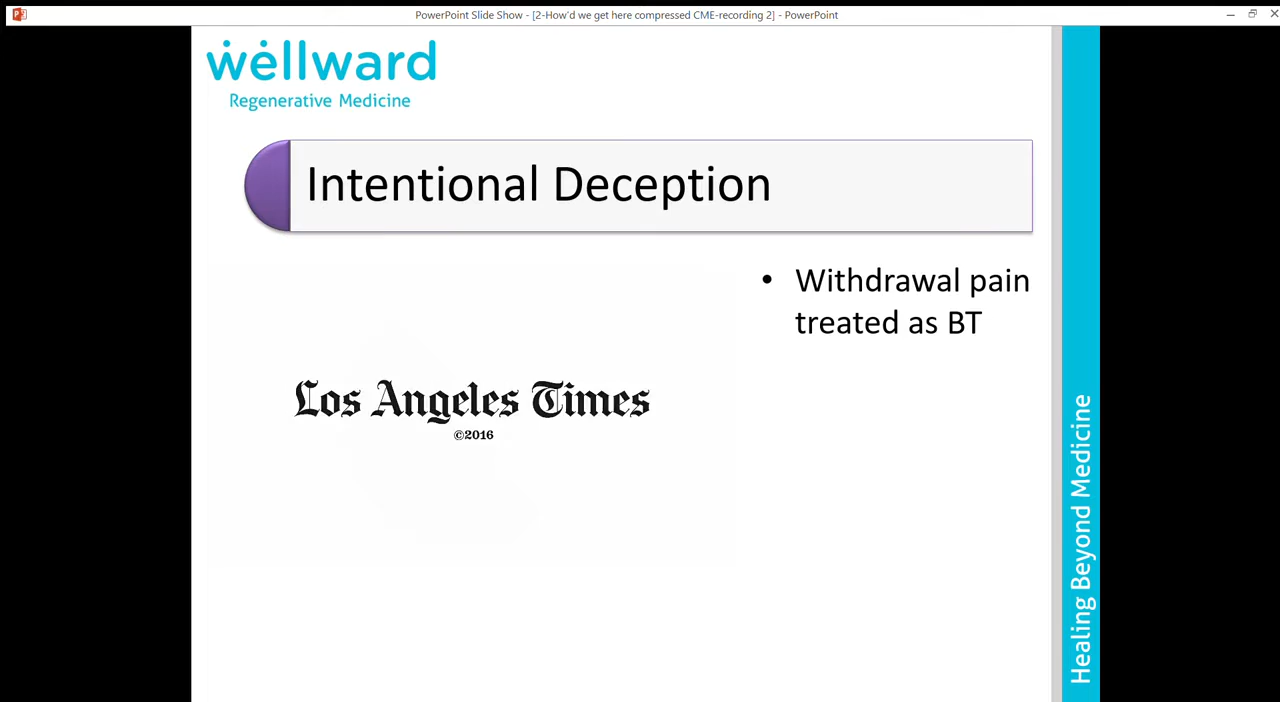 PowerPoint Slide Show - [2-How'd we get here compressed CME-recording 2] - PowerPoint
wellward
Regenerative Medicine
Intentional Deception
• Withdrawal pain
treated as BT
Los Angeles Times
©2016
Healing Beyond Medicine